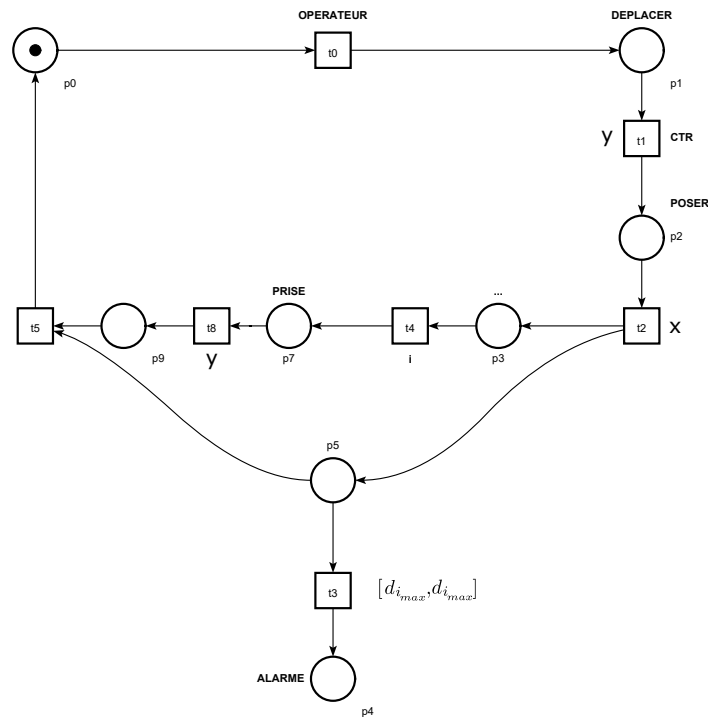 OPERATEUR
DEPLACER
t0
p0
p1
y
t1
CTR
POSER
p2
PRISE
...
t5
t8
t4
t2
x
p9
y
p7
i
p3
p5
t3
[d_{i_{max}},d_{i_{max}}]
ALARME
p4